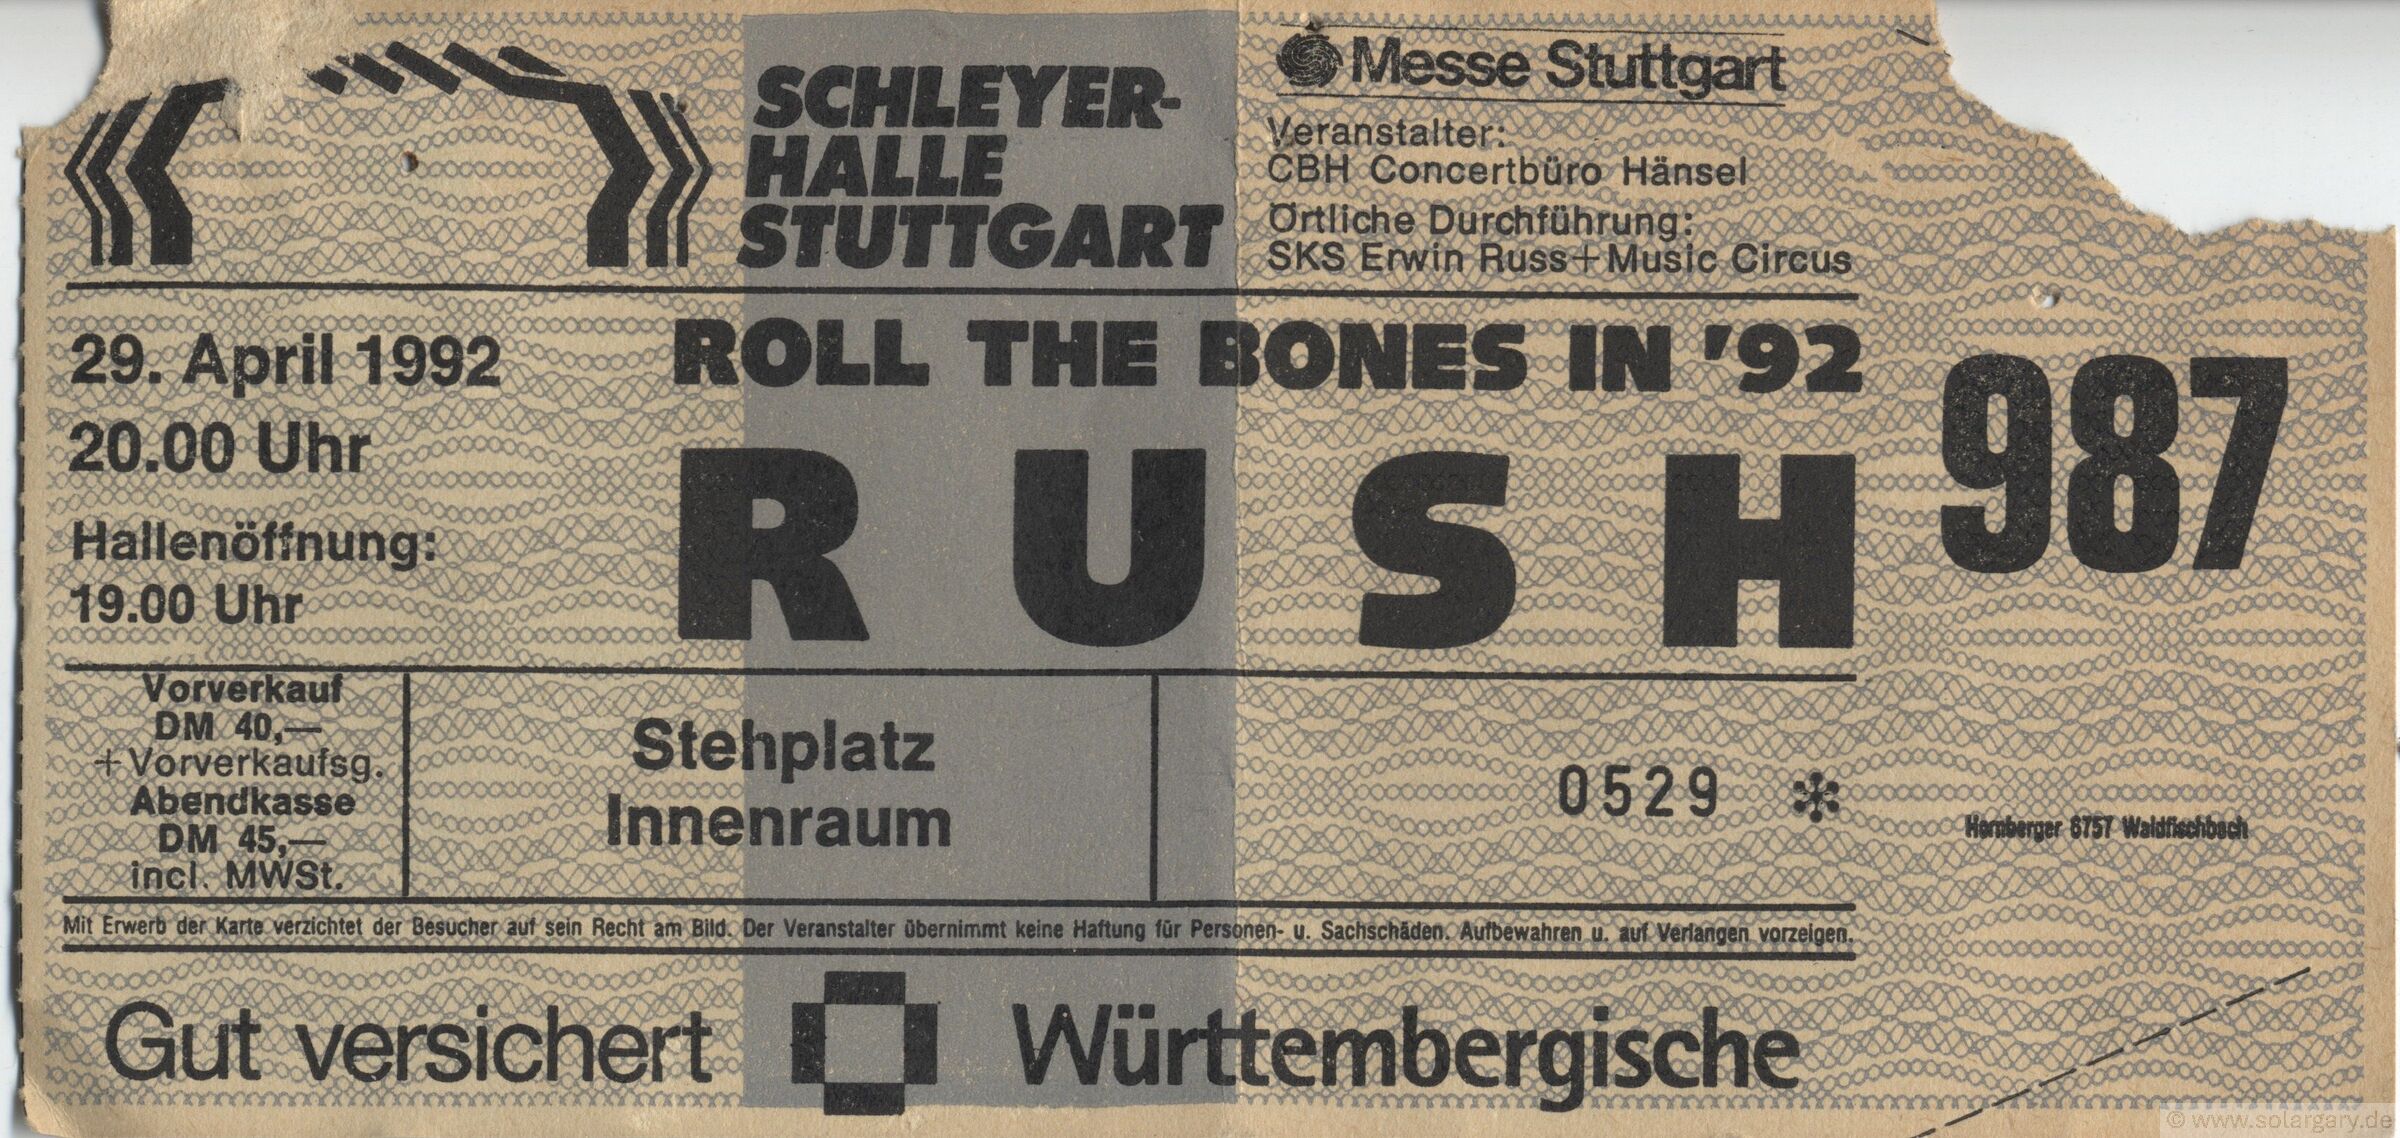 SCHLEYER-
HALLE
STUTTGART
Messe Stuttgart
Veranstalter:
CBH Concertbüro Hänsel
Örtliche Durchführung:
SKS Erwin Russ+Music Circus
29. April 1992
20.00 Uhr
Hallenöffnung:
19.00 Uhr
ROLL THE BONES IN '92
RUSH
987
Vorverkauf
DM 40,—
+Vorverkaufsg.
Abendkasse
DM 45,—
incl. MWSt.
Stehplatz
Innenraum
0529 *
Hornberger 6757 Waldfischbach
Mit Erwerb der Karte verzichtet der Besucher auf sein Recht am Bild. Der Veranstalter übernimmt keine Haftung für Personen- u. Sachschäden. Aufbewahren u. auf Verlangen vorzeigen.
Gut versichert Württembergische
© www.solargary.de